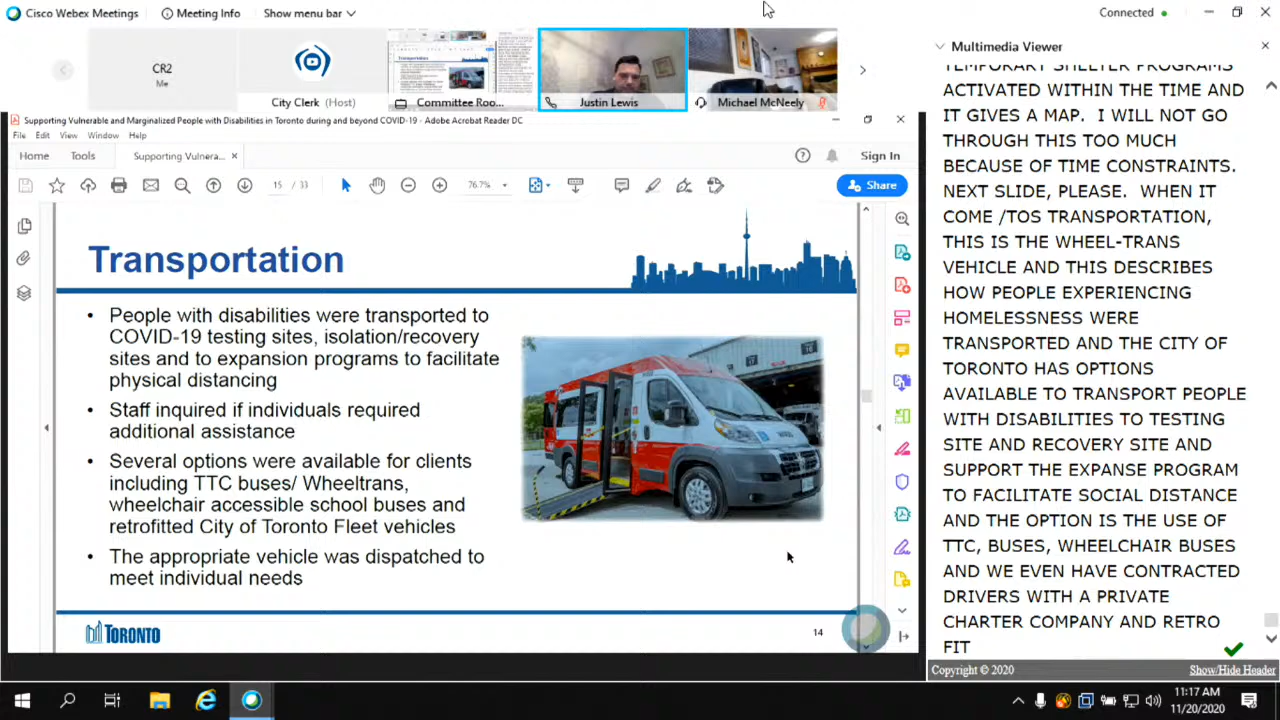 Cisco Webex Meetings
Meeting Info
Show menu bar
Connected
CR2
Me
City Clerk (Host)
Committee Roo...
Justin Lewis
Michael McNeely
Supporting Vulnerable and Marginalized People with Disabilities in Toronto during and beyond COVID-19 - Adobe Acrobat Reader DC
File Edit View Window Help
Home Tools Supporting Vulnera... Sign In
15 / 33 76.7% Share
Transportation
• People with disabilities were transported to
COVID-19 testing sites, isolation/recovery
sites and to expansion programs to facilitate
physical distancing
• Staff inquired if individuals required
additional assistance
• Several options were available for clients
including TTC buses/ Wheeltrans,
wheelchair accessible school buses and
retrofitted City of Toronto Fleet vehicles
• The appropriate vehicle was dispatched to
meet individual needs
TORONTO
14
Multimedia Viewer
ACTIVATED WITHIN THE TIME AND
IT GIVES A MAP. I WILL NOT GO
THROUGH THIS TOO MUCH
BECAUSE OF TIME CONSTRAINTS.
NEXT SLIDE, PLEASE. WHEN IT
COME /TOS TRANSPORTATION,
THIS IS THE WHEEL-TRANS
VEHICLE AND THIS DESCRIBES
HOW PEOPLE EXPERIENCING
HOMELESSNESS WERE
TRANSPORTED AND THE CITY OF
TORONTO HAS OPTIONS
AVAILABLE TO TRANSPORT PEOPLE
WITH DISABILITIES TO TESTING
SITE AND RECOVERY SITE AND
SUPPORT THE EXPANSE PROGRAM
TO FACILITATE SOCIAL DISTANCE
AND THE OPTION IS THE USE OF
TTC, BUSES, WHEELCHAIR BUSES
AND WE EVEN HAVE CONTRACTED
DRIVERS WITH A PRIVATE
CHARTER COMPANY AND RETRO
FIT
Copyright © 2020 Show/Hide Header
11:17 AM
11/20/2020